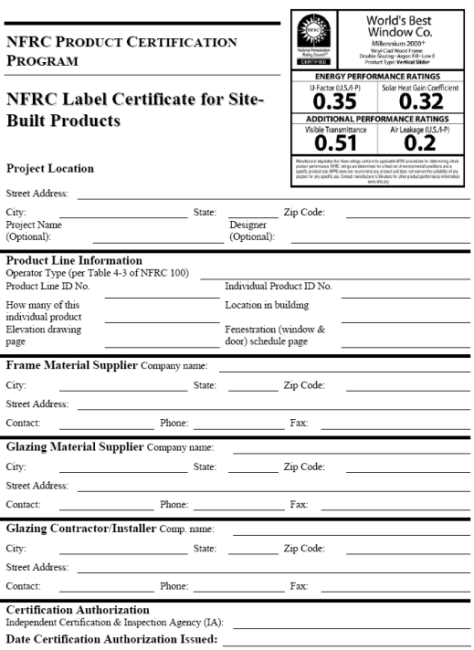 NFRC PRODUCT CERTIFICATION
PROGRAM
NFRC Label Certificate for Site-
Built Products
NFRC
National Fenestration
Rating Council
CERTIFIED
World's Best
Window Co.
Millennium 2000+
Vinyl-Clad Wood Frame
Double Glazing • Argon Fill • Low E
Product Type: Vertical Slider
ENERGY PERFORMANCE RATINGS
U-Factor (U.S./I-P) Solar Heat Gain Coefficient
0.35 0.32
ADDITIONAL PERFORMANCE RATINGS
Visible Transmittance Air Leakage (U.S./I-P)
0.51 0.2
Manufacturer stipulates that these ratings conform to applicable NFRC procedures for determining whole
product performance. NFRC ratings are determined for a fixed set of environmental conditions and a
specific product size. NFRC does not recommend any product and does not warrant the suitability of any
product for any specific use. Consult manufacturer's literature for other product performance information.
www.nfrc.org
Project Location
Street Address:
City: State: Zip Code:
Project Name Designer
(Optional): (Optional):
Product Line Information
Operator Type (per Table 4-3 of NFRC 100)
Product Line ID No. Individual Product ID No.
How many of this Location in building
individual product
Elevation drawing Fenestration (window &
page door) schedule page
Frame Material Supplier Company name:
City: State: Zip Code:
Street Address:
Contact: Phone: Fax:
Glazing Material Supplier Company name:
City: State: Zip Code:
Street Address:
Contact: Phone: Fax:
Glazing Contractor/Installer Comp. name:
City: State: Zip Code:
Street Address:
Contact: Phone: Fax:
Certification Authorization
Independent Certification & Inspection Agency (IA):
Date Certification Authorization Issued: